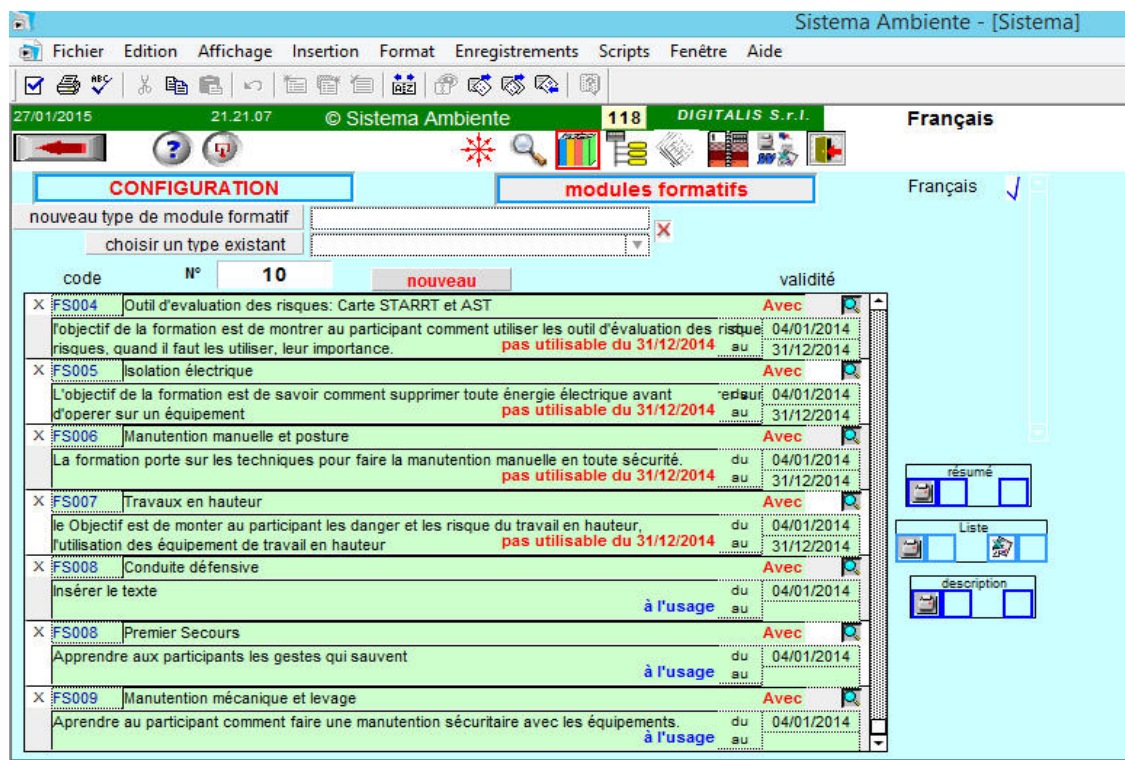 Sistema Ambiente - [Sistema]
Fichier Edition Affichage Insertion Format Enregistrements Scripts Fenêtre Aide
27/01/2015 21.21.07 © Sistema Ambiente 118 DIGITALIS S.r.l. Français
CONFIGURATION modules formatifs Français
nouveau type de module formatif
choisir un type existant
code N° 10 nouveau validité
X FS004 Outil d'evaluation des risques: Carte STARRT et AST Avec
l'objectif de la formation est de montrer au participant comment utiliser les outil d'évaluation des risque du 04/01/2014
risques, quand il faut les utiliser, leur importance. pas utilisable du 31/12/2014 au 31/12/2014
X FS005 Isolation électrique Avec
L'objectif de la formation est de savoir comment supprimer toute énergie électrique avant du 04/01/2014
d'operer sur un équipement pas utilisable du 31/12/2014 au 31/12/2014
X FS006 Manutention manuelle et posture Avec
La formation porte sur les techniques pour faire la manutention manuelle en toute sécurité. du 04/01/2014
pas utilisable du 31/12/2014 au 31/12/2014
résumé
X FS007 Travaux en hauteur Avec
le Objectif est de monter au participant les danger et les risque du travail en hauteur, du 04/01/2014
Liste
l'utilisation des équipement de travail en hauteur pas utilisable du 31/12/2014 au 31/12/2014
X FS008 Conduite défensive Avec
description
Insérer le texte du 04/01/2014
à l'usage au
X FS008 Premier Secours Avec
Apprendre aux participants les gestes qui sauvent du 04/01/2014
à l'usage au
X FS009 Manutention mécanique et levage Avec
Aprendre au participant comment faire une manutention sécuritaire avec les équipements. du 04/01/2014
à l'usage au